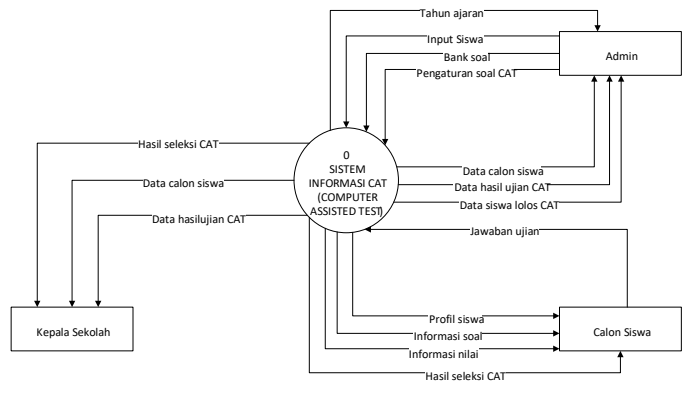 Tahun ajaran
Input Siswa
Bank soal
Pengaturan soal CAT
Admin
Hasil seleksi CAT
Data calon siswa
Data hasilujian CAT
0
SISTEM
INFORMASI CAT
(COMPUTER
ASSISTED TEST)
Data calon siswa
Data hasil ujian CAT
Data siswa lolos CAT
Jawaban ujian
Kepala Sekolah
Profil siswa
Informasi soal
Informasi nilai
Hasil seleksi CAT
Calon Siswa